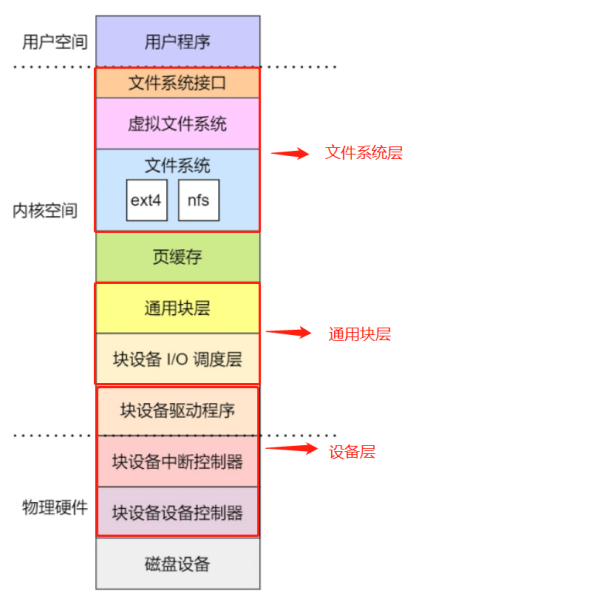 用户空间
用户程序
文件系统接口
虚拟文件系统
文件系统层
文件系统
ext4
nfs
内核空间
页缓存
通用块层
通用块层
块设备 I/O 调度层
块设备驱动程序
设备层
块设备中断控制器
物理硬件
块设备设备控制器
磁盘设备